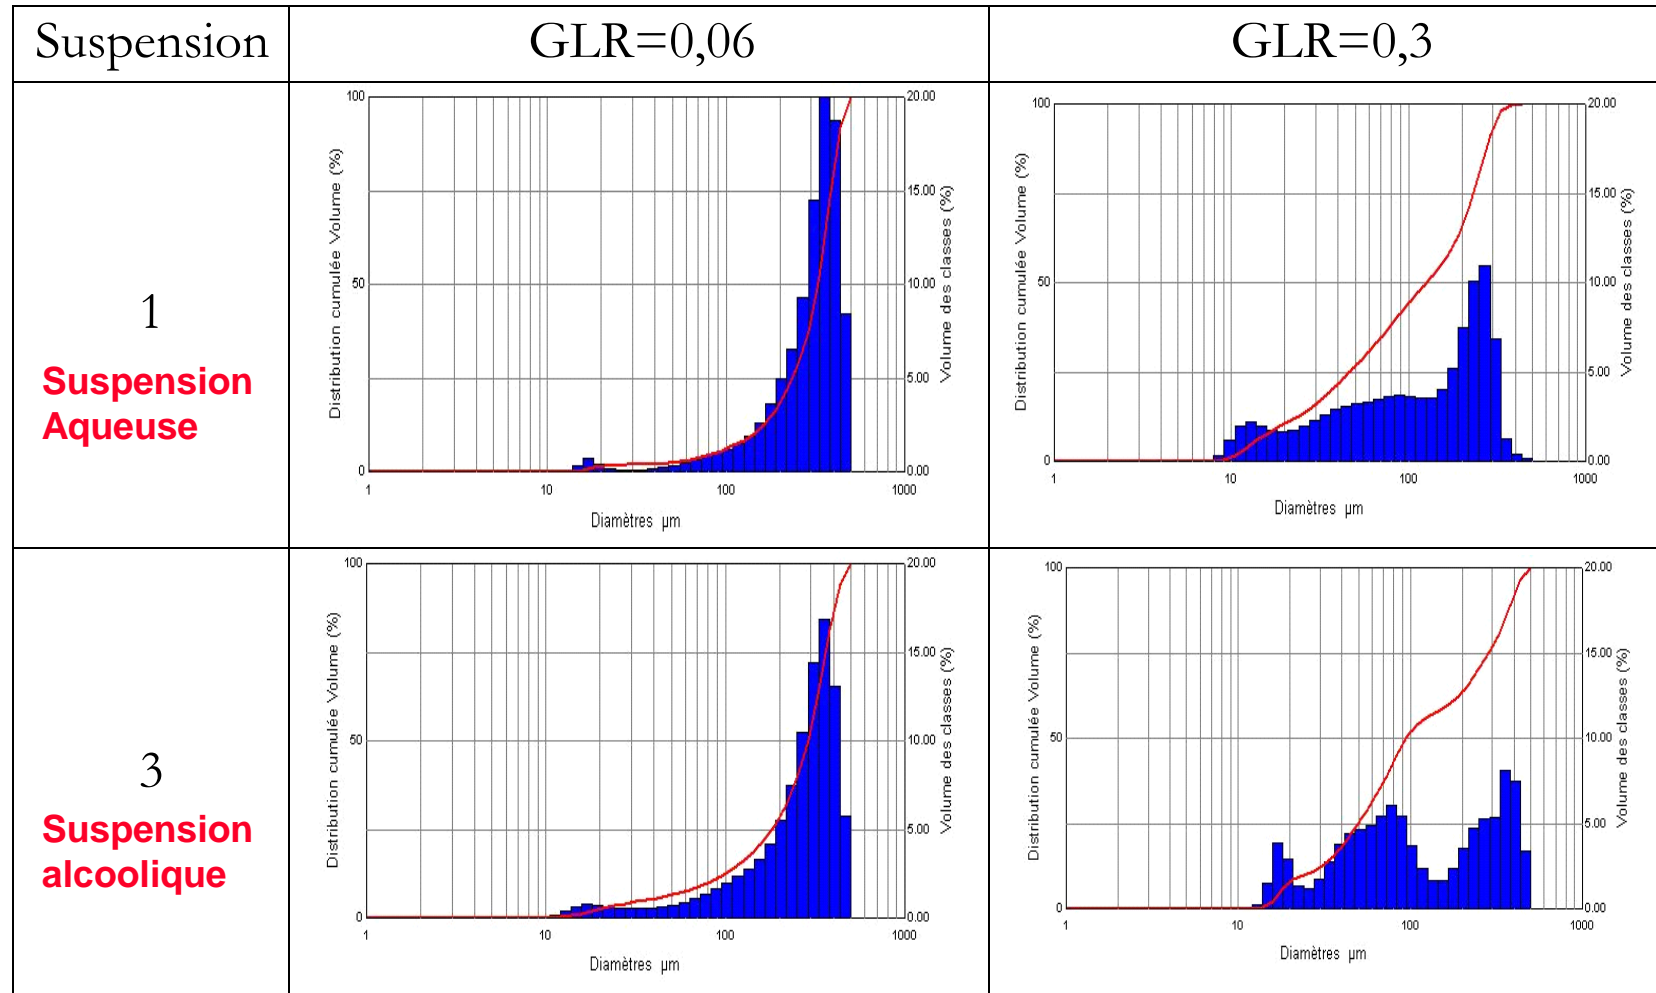 Suspension
GLR=0,06
GLR=0,3
1
Suspension
Aqueuse
100
50
0
Distribution cumulée Volume (%)
20.00
15.00
10.00
5.00
0.00
Volume des classes (%)
1
10
100
1000
Diamètres µm
100
50
0
Distribution cumulée Volume (%)
20.00
15.00
10.00
5.00
0.00
Volume des classes (%)
1
10
100
1000
Diamètres µm
3
Suspension
alcoolique
100
50
0
Distribution cumulée Volume (%)
20.00
15.00
10.00
5.00
0.00
Volume des classes (%)
1
10
100
1000
Diamètres µm
100
50
0
Distribution cumulée Volume (%)
20.00
15.00
10.00
5.00
0.00
Volume des classes (%)
1
10
100
1000
Diamètres µm